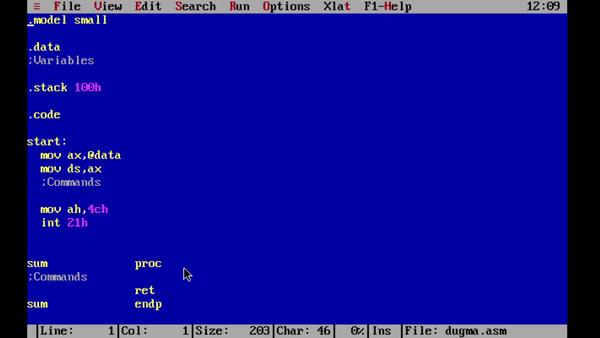 ≡ File View Edit Search Run Options Xlat F1-Help 12:09
.model small
.data
;Variables
.stack 100h
.code
start:
mov ax,@data
mov ds,ax
;Commands
mov ah,4ch
int 21h
sum proc
;Commands
ret
sum endp
Line: 1 Col: 1 Size: 203 Char: 46 0% Ins File: dugma.asm